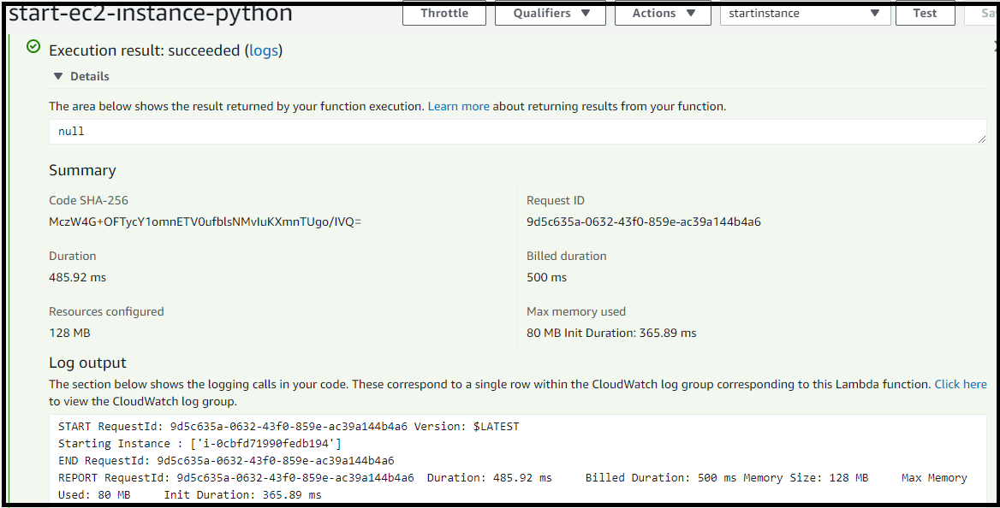 start-ec2-instance-python
Throttle Qualifiers Actions startinstance Test Sa
Execution result: succeeded (logs)
Details
The area below shows the result returned by your function execution. Learn more about returning results from your function.
null
Summary
Code SHA-256 Request ID
MczW4G+OFTycY1omnETV0ufblsNMvIuKXmnTUgo/IVQ= 9d5c635a-0632-43f0-859e-ac39a144b4a6
Duration Billed duration
485.92 ms 500 ms
Resources configured Max memory used
128 MB 80 MB Init Duration: 365.89 ms
Log output
The section below shows the logging calls in your code. These correspond to a single row within the CloudWatch log group corresponding to this Lambda function. Click here
to view the CloudWatch log group.
START RequestId: 9d5c635a-0632-43f0-859e-ac39a144b4a6 Version: $LATEST
Starting Instance : ['i-0cbfd71990fedb194']
END RequestId: 9d5c635a-0632-43f0-859e-ac39a144b4a6
REPORT RequestId: 9d5c635a-0632-43f0-859e-ac39a144b4a6 Duration: 485.92 ms Billed Duration: 500 ms Memory Size: 128 MB Max Memory
Used: 80 MB Init Duration: 365.89 ms